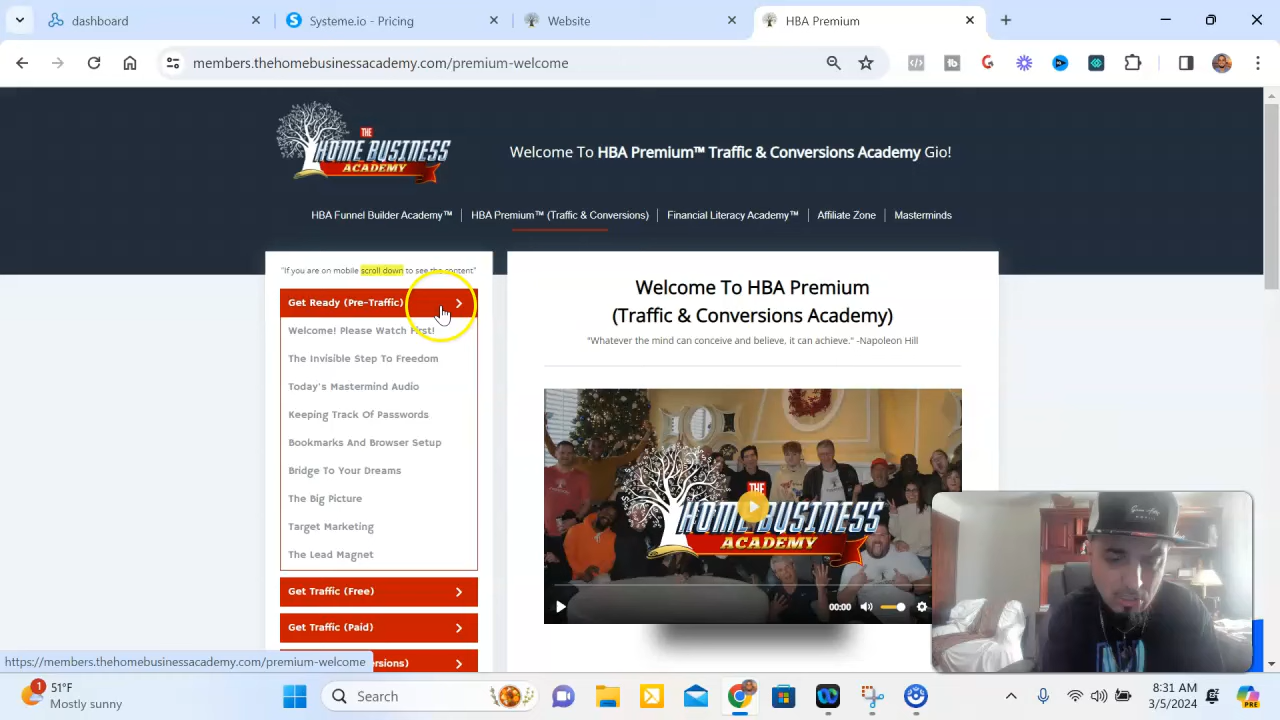 dashboard
Systeme.io - Pricing
Website
HBA Premium
members.thehomebusinessacademy.com/premium-welcome
THE
HOME BUSINESS
ACADEMY
Welcome To HBA Premium™ Traffic & Conversions Academy Gio!
HBA Funnel Builder Academy™
HBA Premium™ (Traffic & Conversions)
Financial Literacy Academy™
Affiliate Zone
Masterminds
"If you are on mobile scroll down to see the content"
Get Ready (Pre-Traffic)
Welcome! Please Watch First!
The Invisible Step To Freedom
Today's Mastermind Audio
Keeping Track Of Passwords
Bookmarks And Browser Setup
Bridge To Your Dreams
The Big Picture
Target Marketing
The Lead Magnet
Get Traffic (Free)
Get Traffic (Paid)
ersions)
Welcome To HBA Premium
(Traffic & Conversions Academy)
"Whatever the mind can conceive and believe, it can achieve." -Napoleon Hill
THE
HOME BUSINESS
ACADEMY
00:00
https://members.thehomebusinessacademy.com/premium-welcome
1
51°F
Mostly sunny
Search
8:31 AM
3/5/2024
PRE